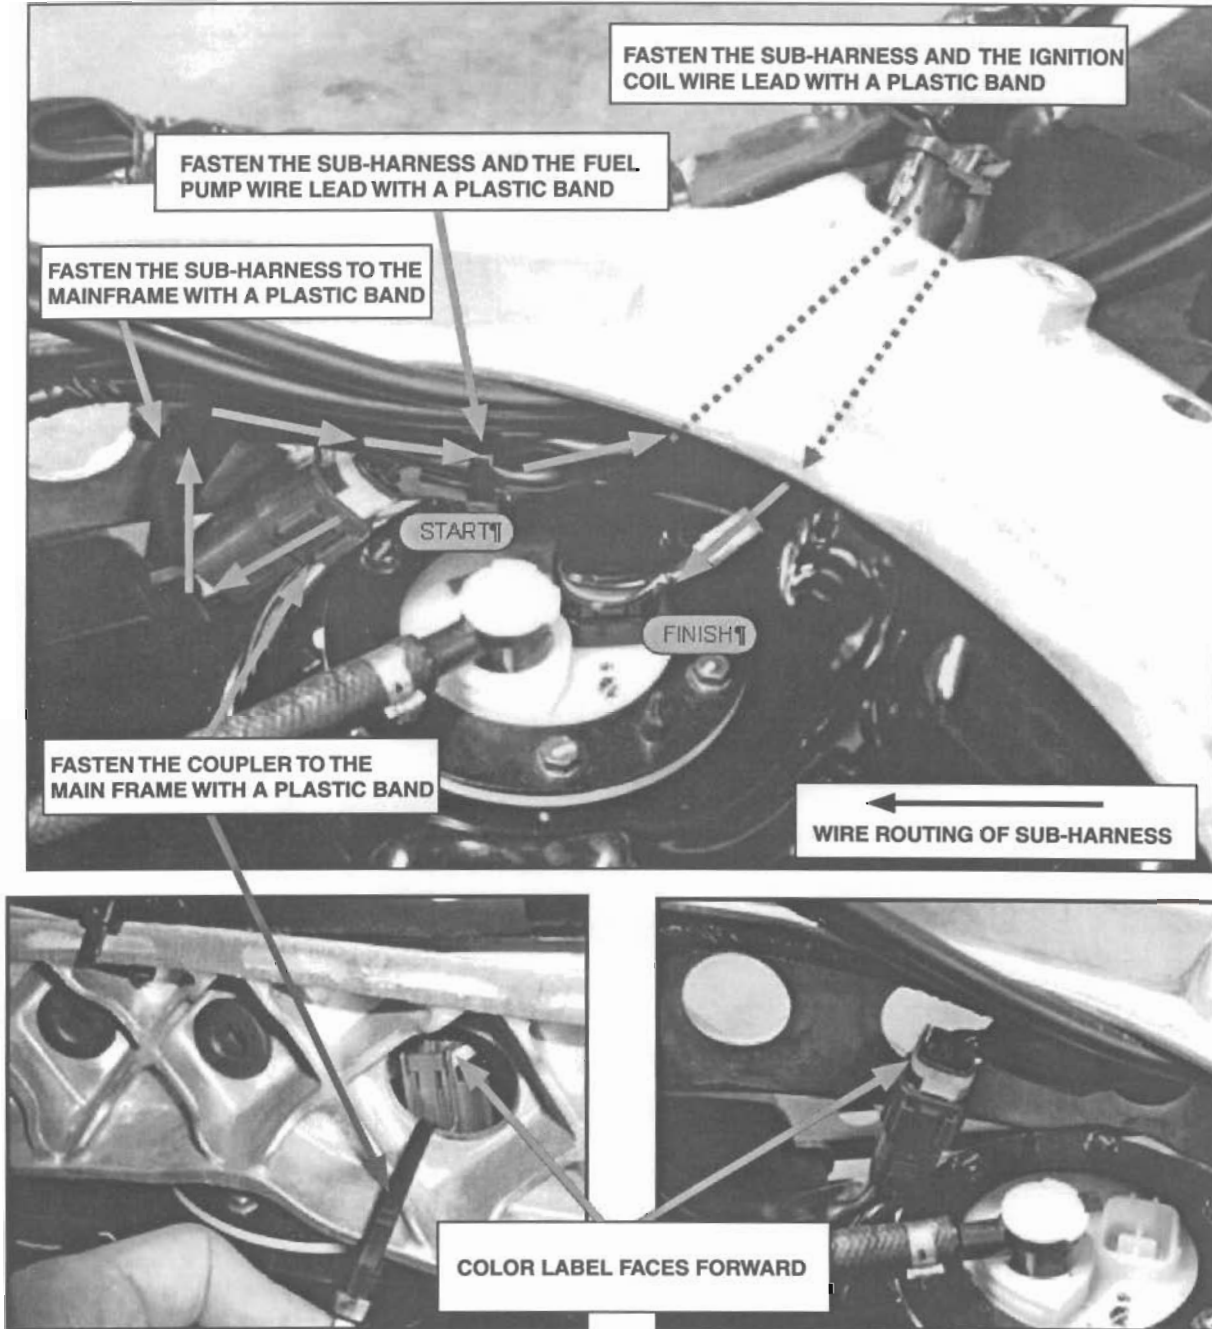 FASTEN THE SUB-HARNESS AND THE IGNITION
COIL WIRE LEAD WITH A PLASTIC BAND
FASTEN THE SUB-HARNESS AND THE FUEL
PUMP WIRE LEAD WITH A PLASTIC BAND
FASTEN THE SUB-HARNESS TO THE
MAINFRAME WITH A PLASTIC BAND
START¶
FINISH¶
FASTEN THE COUPLER TO THE
MAIN FRAME WITH A PLASTIC BAND
WIRE ROUTING OF SUB-HARNESS
COLOR LABEL FACES FORWARD